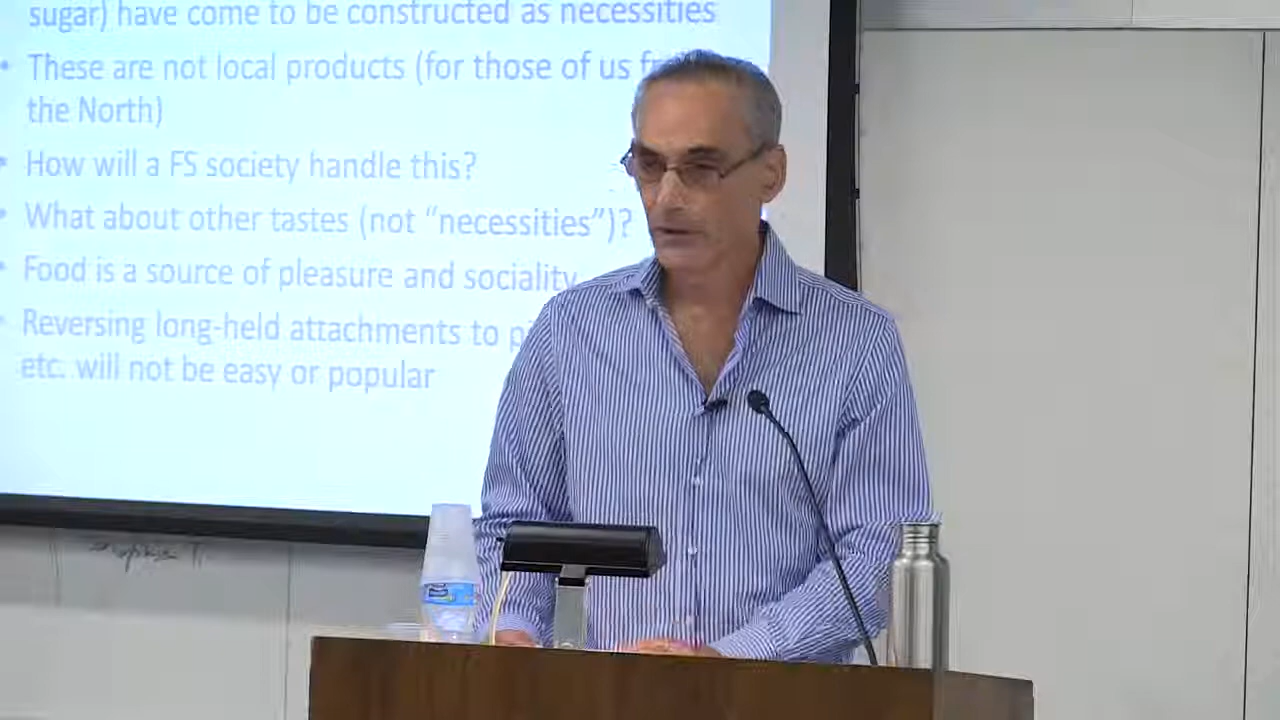 sugar) have come to be constructed as necessities
• These are not local products (for those of us
the North)
• How will a FS society handle this?
• What about other tastes (not “necessities”)?
• Food is a source of pleasure and sociality
• Reversing long-held attachments to
etc. will not be easy or popular